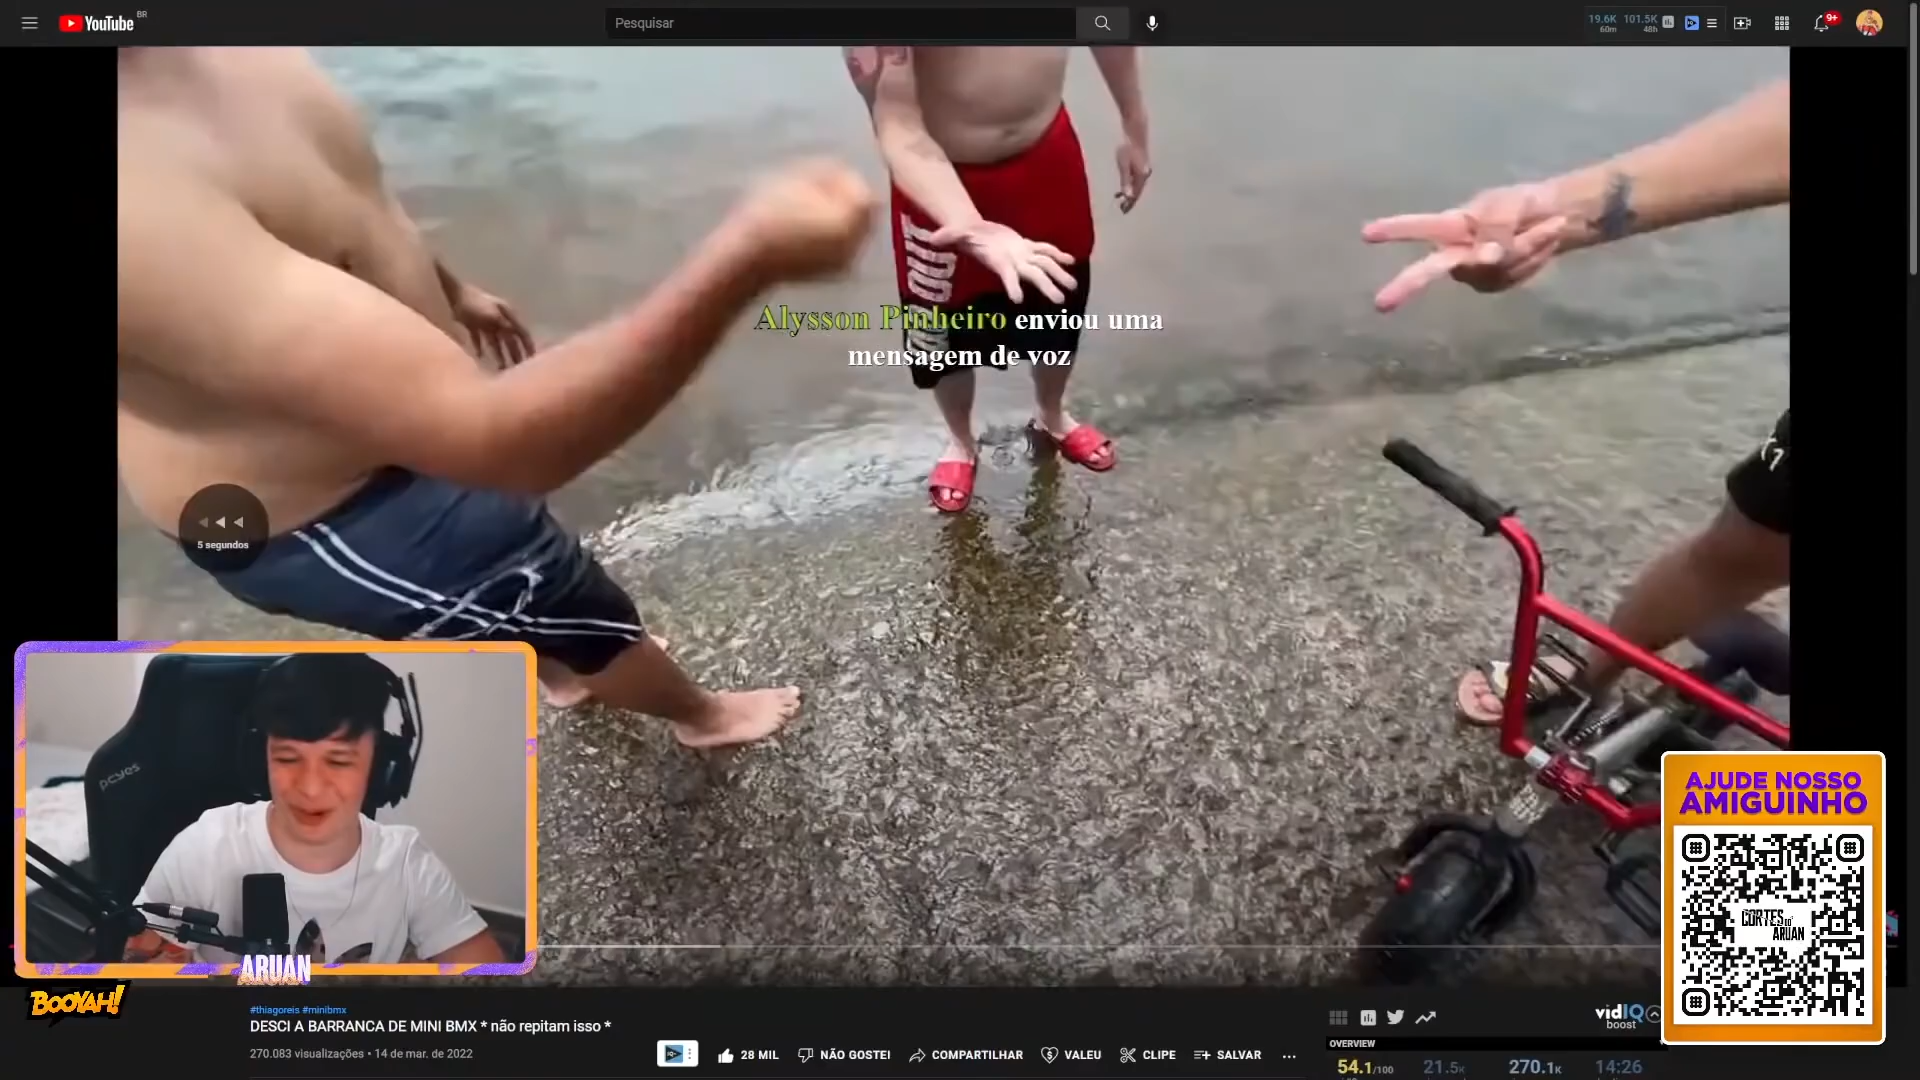 YouTube BR
Pesquisar
19.6K 101.5K
60m 48h
9+
Alysson Pinheiro enviou uma
mensagem de voz
5 segundos
pcyes
ARUAN
BOOYAH!
AJUDE NOSSO
AMIGUINHO
CORTES DO
ARUAN
#thiagoreis #minibmx
DESCI A BARRANCA DE MINI BMX * não repitam isso *
270.083 visualizações • 14 de mar. de 2022
28 MIL
NÃO GOSTEI
COMPARTILHAR
VALEU
CLIPE
SALVAR
vidIQ
boost
OVERVIEW
54.1/100 21.5K 270.1K 14:26